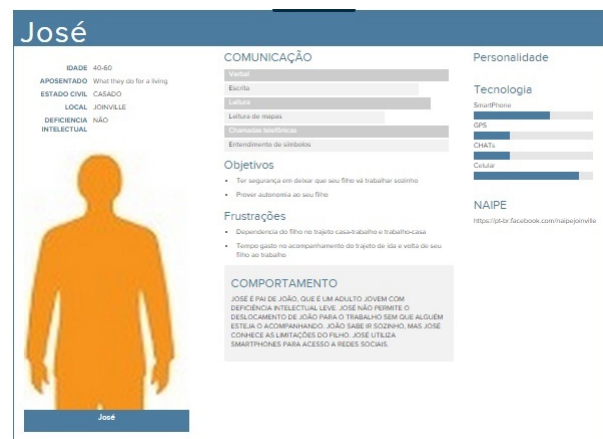 José
IDADE 40-60
APOSENTADO What they do for a living
ESTADO CIVIL CASADO
LOCAL JOINVILLE
DEFICIENCIA NÃO
INTELECTUAL
José
COMUNICAÇÃO
Verbal
Escrita
Leitura
Leitura de mapas
Chamadas telefônicas
Entendimento de símbolos
Objetivos
• Ter segurança em deixar que seu filho vá trabalhar sozinho
• Prover autonomia ao seu filho
Frustrações
• Dependencia do filho no trajeto casa-trabalho e trabalho-casa
• Tempo gasto no acompanhamento do trajeto de ida e volta de seu
filho ao trabalho
COMPORTAMENTO
JOSÉ É PAI DE JOÃO, QUE É UM ADULTO JOVEM COM
DEFICIÊNCIA INTELECTUAL LEVE. JOSÉ NÃO PERMITE O
DESLOCAMENTO DE JOÃO PARA O TRABALHO SEM QUE ALGUÉM
ESTEJA O ACOMPANHANDO. JOÃO SABE IR SOZINHO, MAS JOSÉ
CONHECE AS LIMITAÇÕES DO FILHO. JOSÉ UTILIZA
SMARTPHONES PARA ACESSO A REDES SOCIAIS.
Personalidade
Tecnologia
SmartPhone
GPS
CHATs
Celular
NAIPE
https://pt-br.facebook.com/naipejoinville